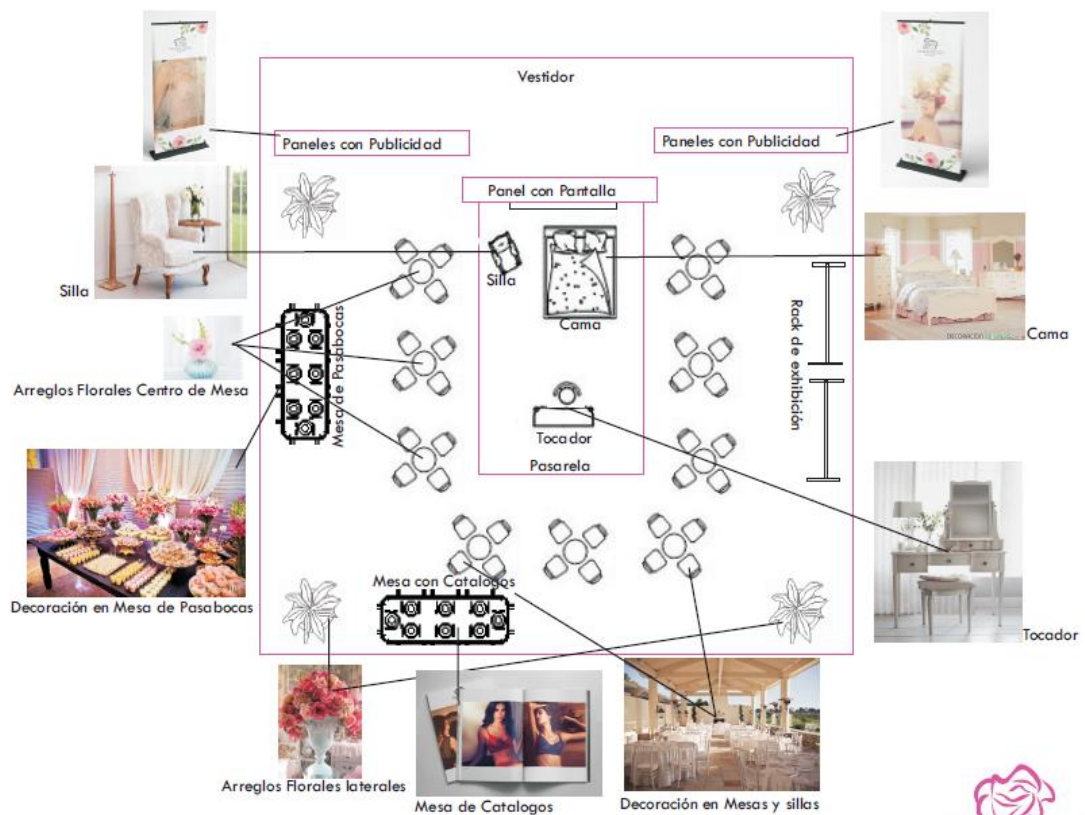 Vestidor
Paneles con Publicidad
Paneles con Publicidad
Panel con Pantalla
Silla
Silla
Cama
Cama
Arreglos Florales Centro de Mesa
Mesa de Pasabocas
Rack de exhibición
Tocador
Pasarela
Mesa con Catalogos
Decoración en Mesa de Pasabocas
Tocador
Arreglos Florales laterales
Mesa de Catalogos
Decoración en Mesas y sillas